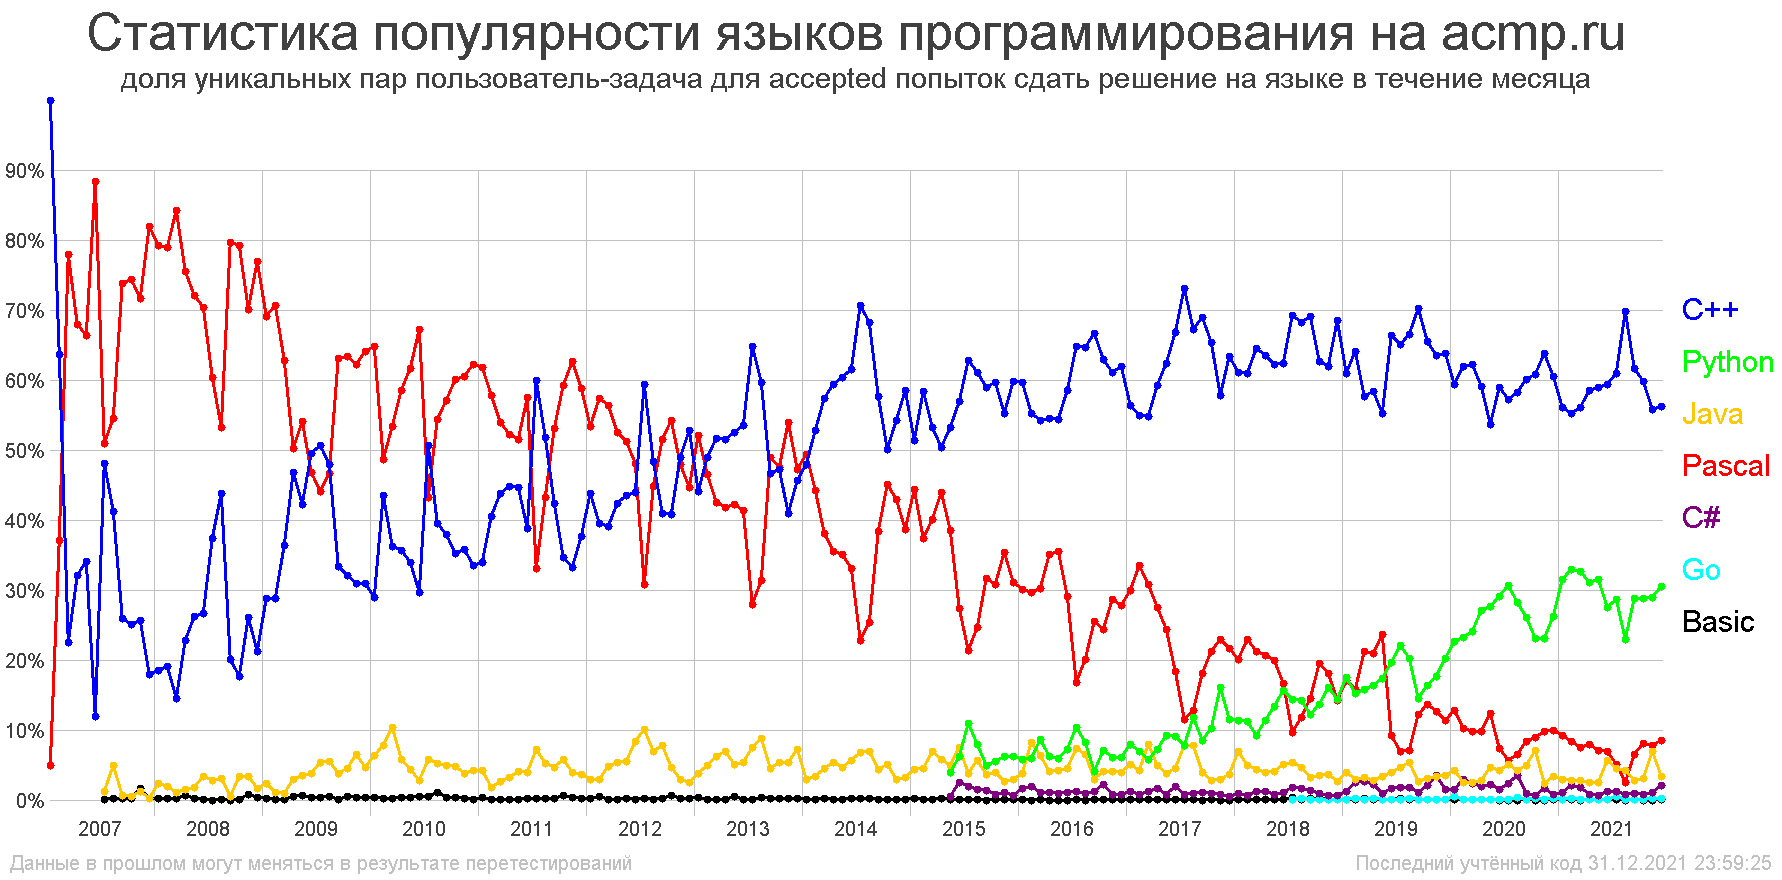 Статистика популярности языков программирования на acmp.ru
доля уникальных пар пользователь-задача для accepted попыток сдать решение на языке в течение месяца
90%
80%
70%
60%
50%
40%
30%
20%
10%
0%
C++
Python
Java
Pascal
C#
Go
Basic
2007 2008 2009 2010 2011 2012 2013 2014 2015 2016 2017 2018 2019 2020 2021
Данные в прошлом могут меняться в результате перетестирований
Последний учтённый код 31.12.2021 23:59:25